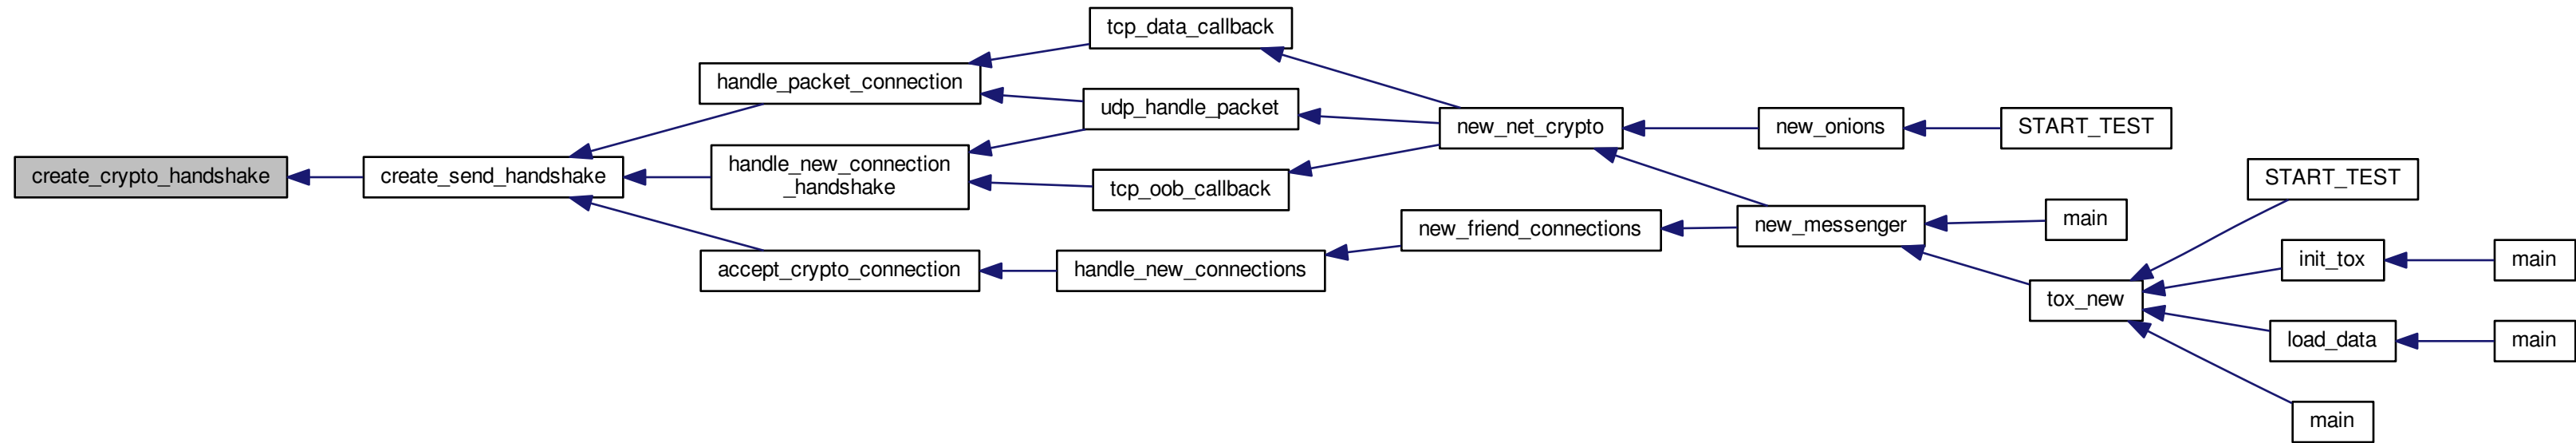 create_crypto_handshake
create_send_handshake
handle_packet_connection
handle_new_connection
_handshake
accept_crypto_connection
tcp_data_callback
udp_handle_packet
tcp_oob_callback
handle_new_connections
new_net_crypto
new_friend_connections
new_onions
new_messenger
START_TEST
main
tox_new
START_TEST
init_tox
load_data
main
main
main